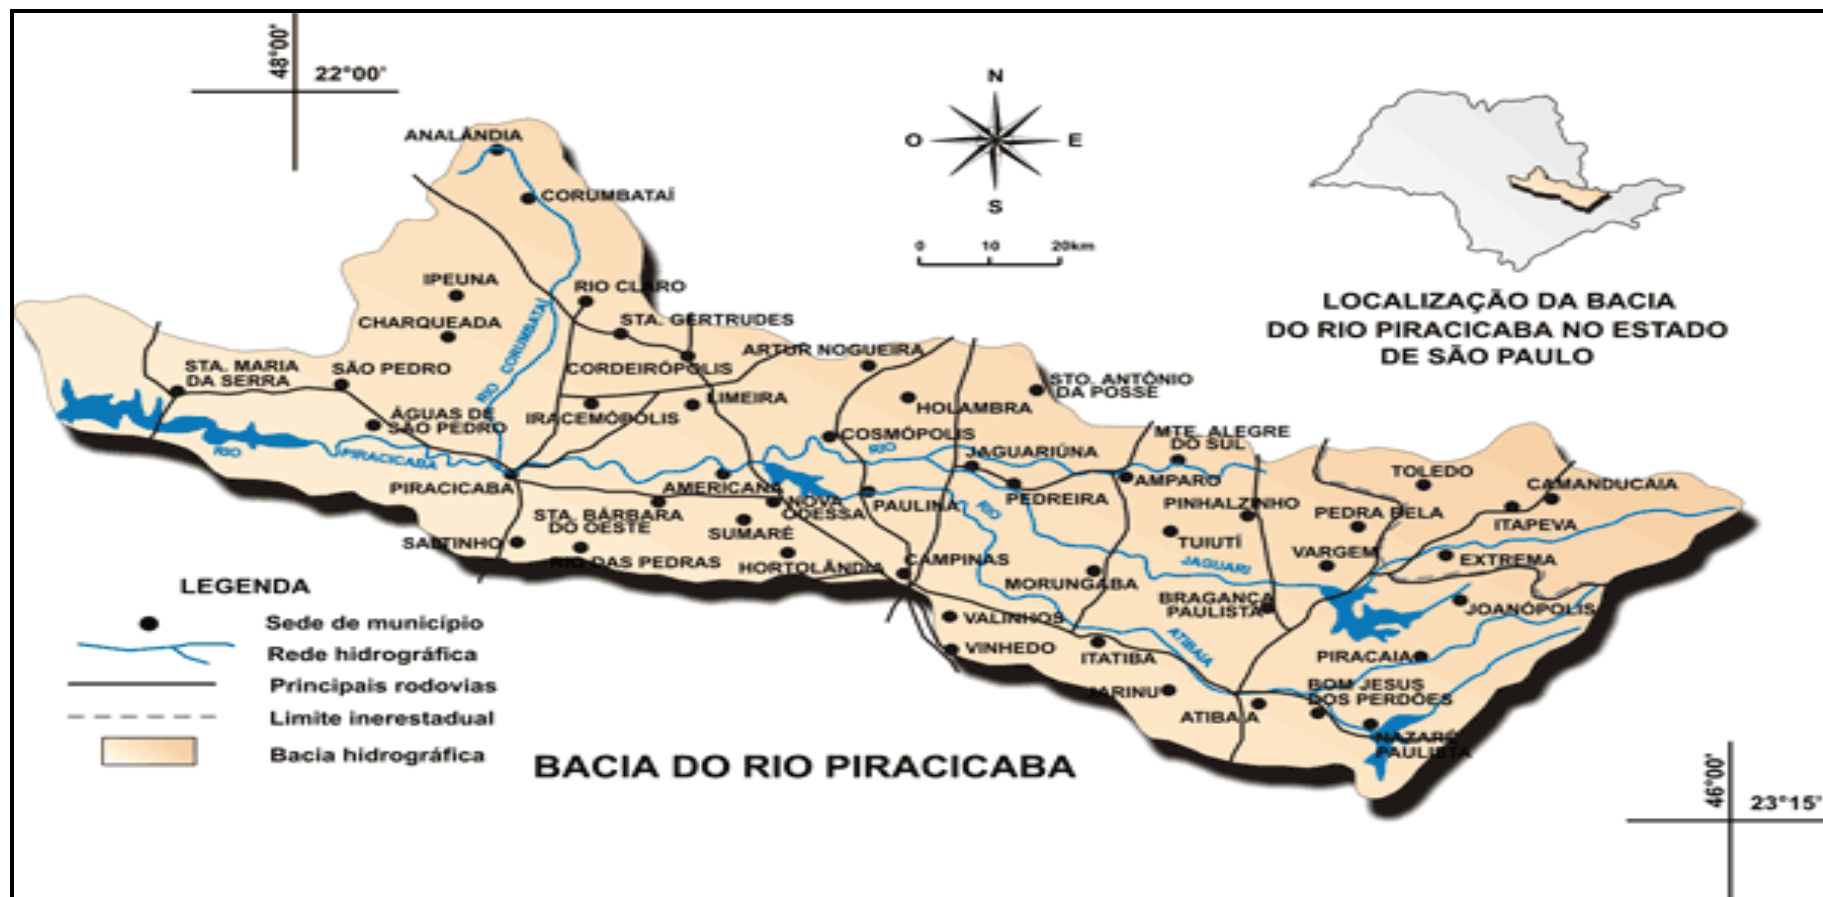 48°00'
22°00'
N
O
E
S
0 10 20km
ANALÂNDIA
CORUMBATAÍ
IPEUNA
RIO CLARO
CHARQUEADA
STA. GERTRUDES
RIO CORUMBATAÍ
STA. MARIA
DA SERRA
SÃO PEDRO
CORDEIRÓPOLIS
ARTUR NOGUEIRA
ÁGUAS DE
SÃO PEDRO
IRACEMÓPOLIS
LIMEIRA
HOLAMBRA
STO. ANTÔNIO
DA POSSE
COSMÓPOLIS
RIO
PIRACICABA
RIO
JAGUARIÚNA
MTE. ALEGRE
DO SUL
TOLEDO
CAMANDUCAIA
PIRACICABA
AMERICANA
NOVA
ODESSA
PAULINA
RIO
PEDREIRA
AMPARO
PINHALZINHO
PEDRA BELA
ITAPEVA
STA. BÁRBARA
DO OESTE
SUMARÉ
SALTINHO
RIO DAS PEDRAS
HORTOLÂNDIA
CAMPINAS
TUIUTÍ
VARGEM
EXTREMA
MORUNGABA
JAGUARI
BRAGANÇA
PAULISTA
JOANÓPOLIS
VALINHOS
VINHEDO
ITATIBA
ATIBAIA
PIRACAIA
JARINU
ATIBAIA
BOM JESUS
DOS PERDÕES
NAZARÉ
PAULISTA
LOCALIZAÇÃO DA BACIA
DO RIO PIRACICABA NO ESTADO
DE SÃO PAULO
LEGENDA
Sede de município
Rede hidrográfica
Principais rodovias
Limite inerestadual
Bacia hidrográfica
BACIA DO RIO PIRACICABA
46°00'
23°15'